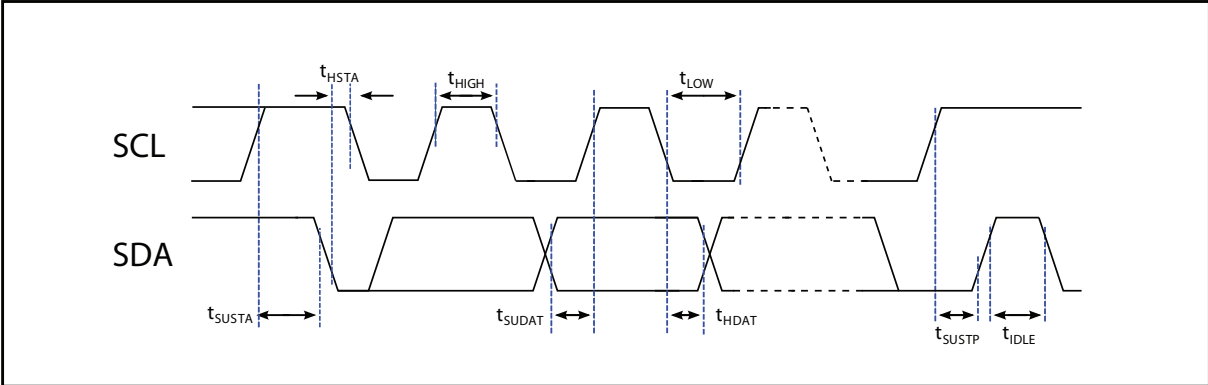 tHSTA
tHIGH
tLOW
SCL
SDA
tSUSTA
tSUDAT
tHDAT
tSUSTP
tIDLE